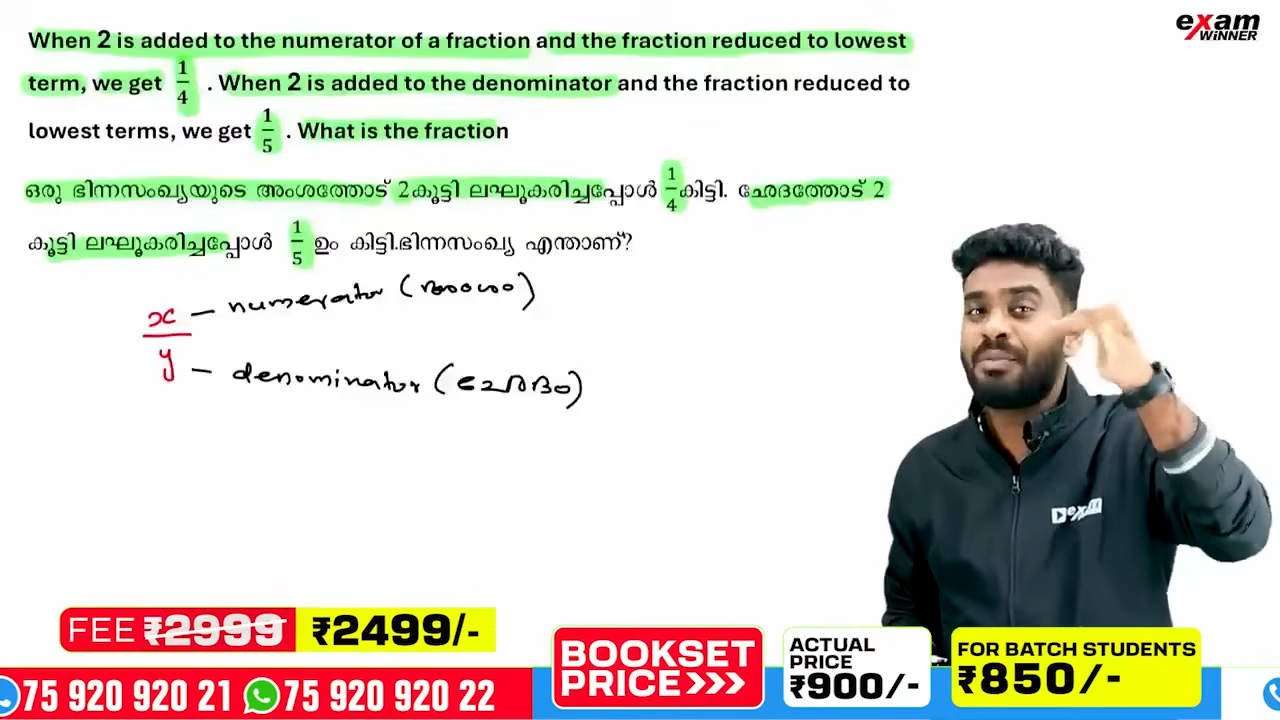 exam
WINNER
When 2 is added to the numerator of a fraction and the fraction reduced to lowest
term, we get 1/4 . When 2 is added to the denominator and the fraction reduced to
lowest terms, we get 1/5 . What is the fraction
ഒരു ഭിന്നസംഖ്യയുടെ അംശത്തോട് 2കൂട്ടി ലഘൂകരിച്ചപ്പോൾ 1/4 കിട്ടി. ഛേദത്തോട് 2
കൂട്ടി ലഘൂകരിച്ചപ്പോൾ 1/5 ഉം കിട്ടി.ഭിന്നസംഖ്യ എന്താണ്?
x – numerator (അംശം)
y – denominator (ഛേദം)
exam
FEE ₹2999 ₹2499/-
BOOKSET
PRICE >>>
ACTUAL
PRICE
₹900/-
FOR BATCH STUDENTS
₹850/-
75 920 920 21 75 920 920 22